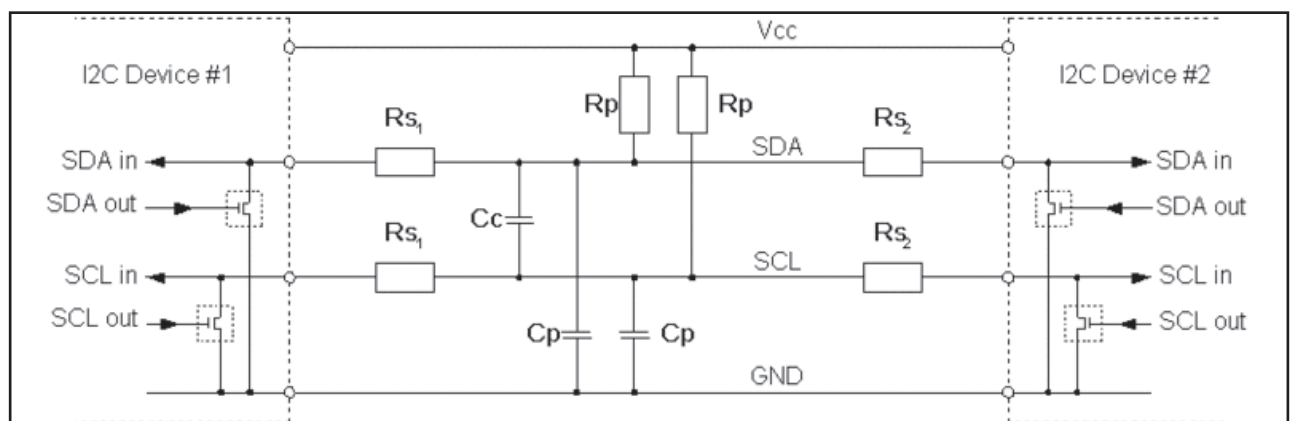 Vcc
I2C Device #1
I2C Device #2
Rp
Rp
Rs₁
Rs₂
SDA in
SDA
SDA in
SDA out
SDA out
Cc
Rs₁
Rs₂
SCL in
SCL
SCL in
SCL out
SCL out
Cp
Cp
GND